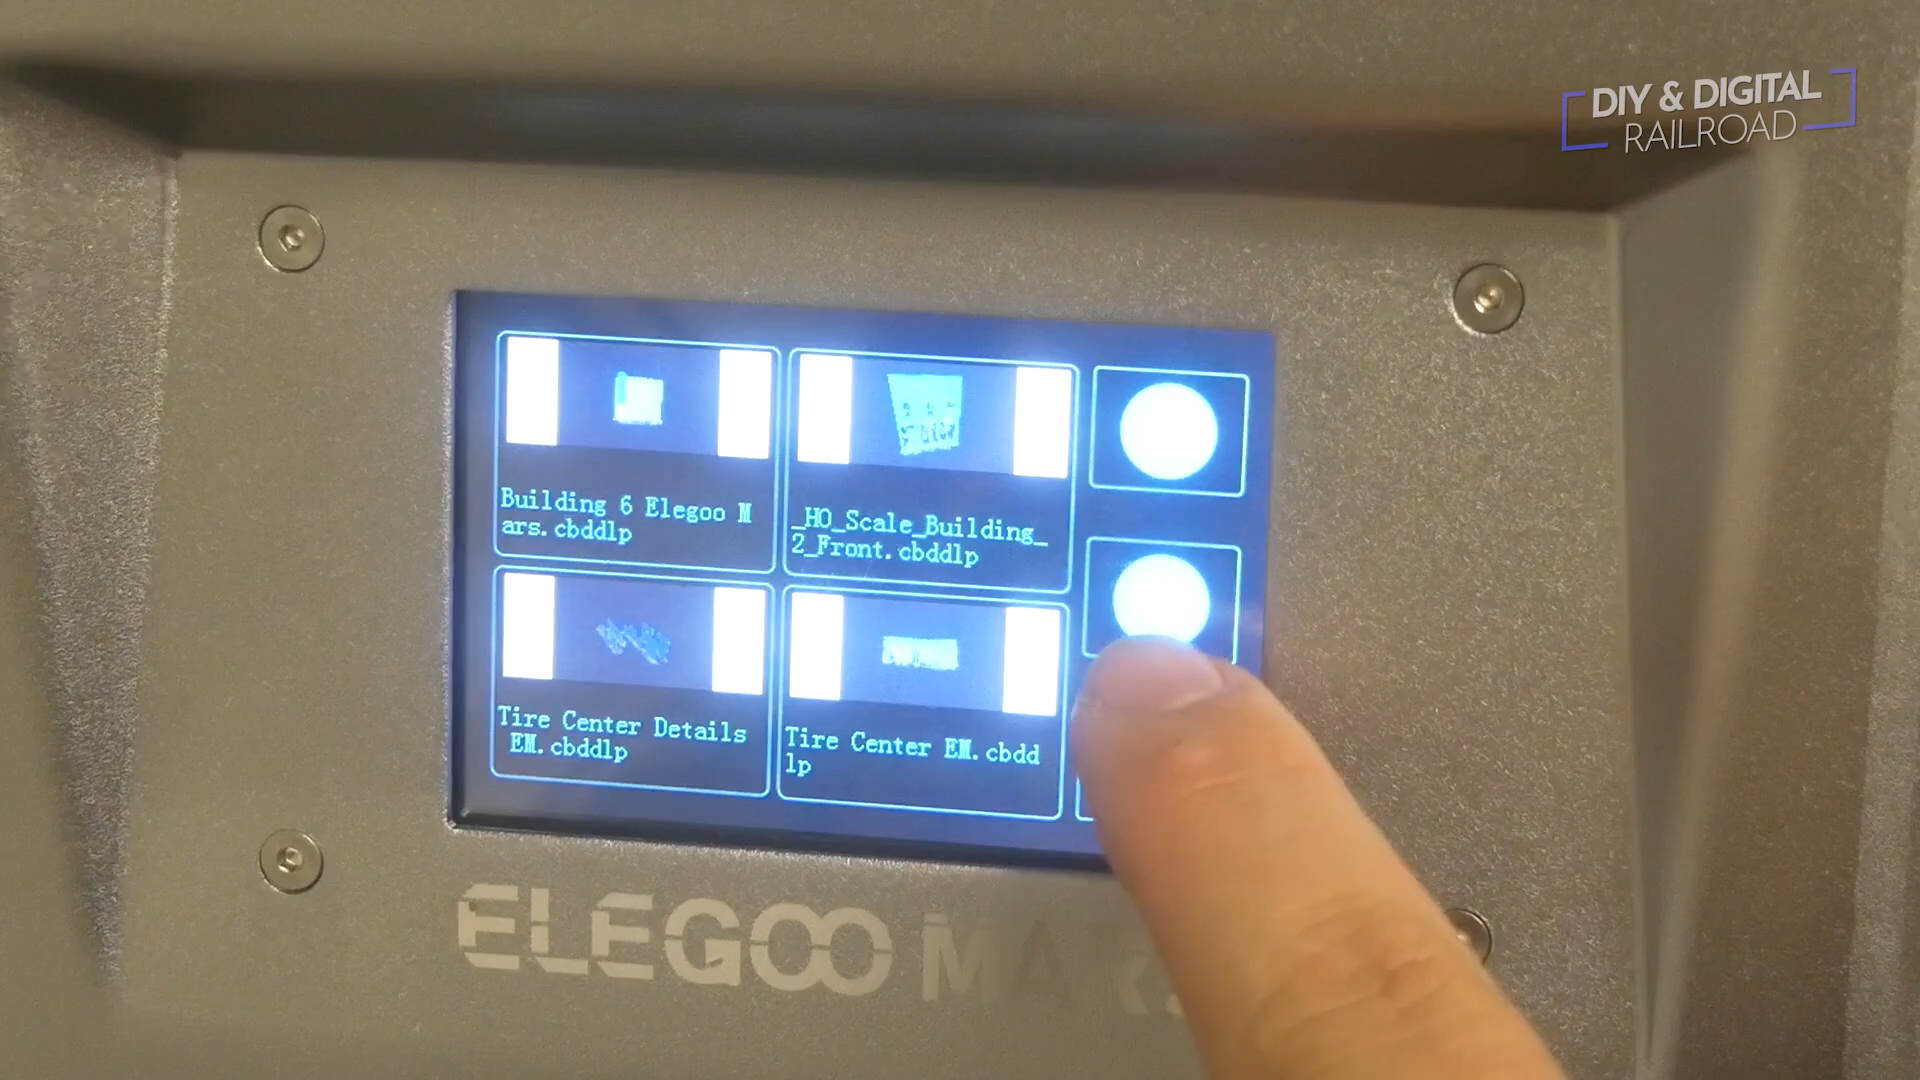 DIY & DIGITAL
RAILROAD
Building 6 Elegoo M
ars.cbddlp
_HO_Scale_Building_
2_Front.cbddlp
Tire Center Details
EM.cbddlp
Tire Center EM.cbdd
lp
ELEGOO MARS